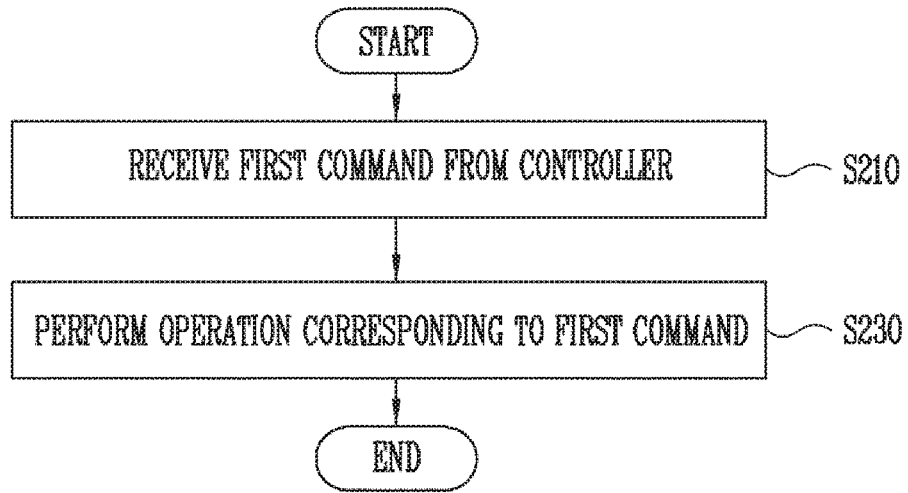 START
RECEIVE FIRST COMMAND FROM CONTROLLER
S210
PERFORM OPERATION CORRESPONDING TO FIRST COMMAND
S230
END